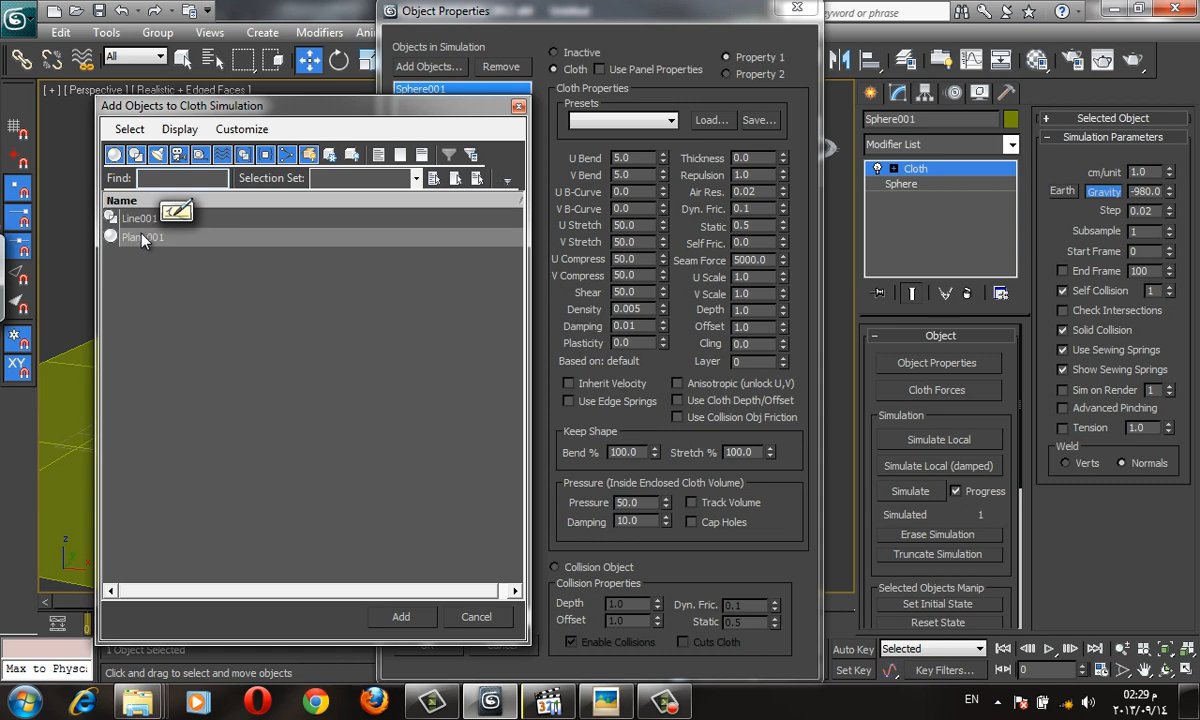 Object Properties
keyword or phrase
Edit Tools Group Views Create Modifiers
All
[ + ] [ Perspective ] [ Realistic + Edged Faces ]
Objects in Simulation
Add Objects... Remove
Sphere001
Inactive
Cloth Use Panel Properties
Property 1
Property 2
Cloth Properties
Presets
Load... Save...
U Bend 5.0 Thickness 0.0
V Bend 5.0 Repulsion 1.0
U B-Curve 0.0 Air Res. 0.02
V B-Curve 0.0 Dyn. Fric. 0.1
U Stretch 50.0 Static 0.5
V Stretch 50.0 Self Fric. 0.0
U Compress 50.0 Seam Force 5000.0
V Compress 50.0 U Scale 1.0
Shear 50.0 V Scale 1.0
Density 0.005 Depth 1.0
Damping 0.01 Offset 1.0
Plasticity 0.0 Cling 0.0
Based on: default Layer 0
Inherit Velocity Anisotropic (unlock U,V)
Use Edge Springs Use Cloth Depth/Offset
Use Collision Obj Friction
Keep Shape
Bend % 100.0 Stretch % 100.0
Pressure (Inside Enclosed Cloth Volume)
Pressure 50.0 Track Volume
Damping 10.0 Cap Holes
Collision Object
Collision Properties
Depth 1.0 Dyn. Fric. 0.1
Offset 1.0 Static 0.5
Enable Collisions Cuts Cloth
Add Objects to Cloth Simulation
Select Display Customize
Find: Selection Set:
Name
Line001
Plane001
Add Cancel
Sphere001
Modifier List
Cloth
Sphere
Object
Object Properties
Cloth Forces
Simulation
Simulate Local
Simulate Local (damped)
Simulate Progress
Simulated 1
Erase Simulation
Truncate Simulation
Selected Objects Manip
Set Initial State
Reset State
Selected Object
Simulation Parameters
cm/unit 1.0
Earth Gravity -980.0
Step 0.02
Subsample 1
Start Frame 0
End Frame 100
Self Collision 1
Check Intersections
Solid Collision
Use Sewing Springs
Show Sewing Springs
Sim on Render 1
Advanced Pinching
Tension 1.0
Weld
Verts Normals
z
1 Object Selected
Max to Physc
Click and drag to select and move objects
Auto Key Selected
Set Key Key Filters... 0
EN
٠٢:٢٩ م
٢٠١٣/٠٩/١٤